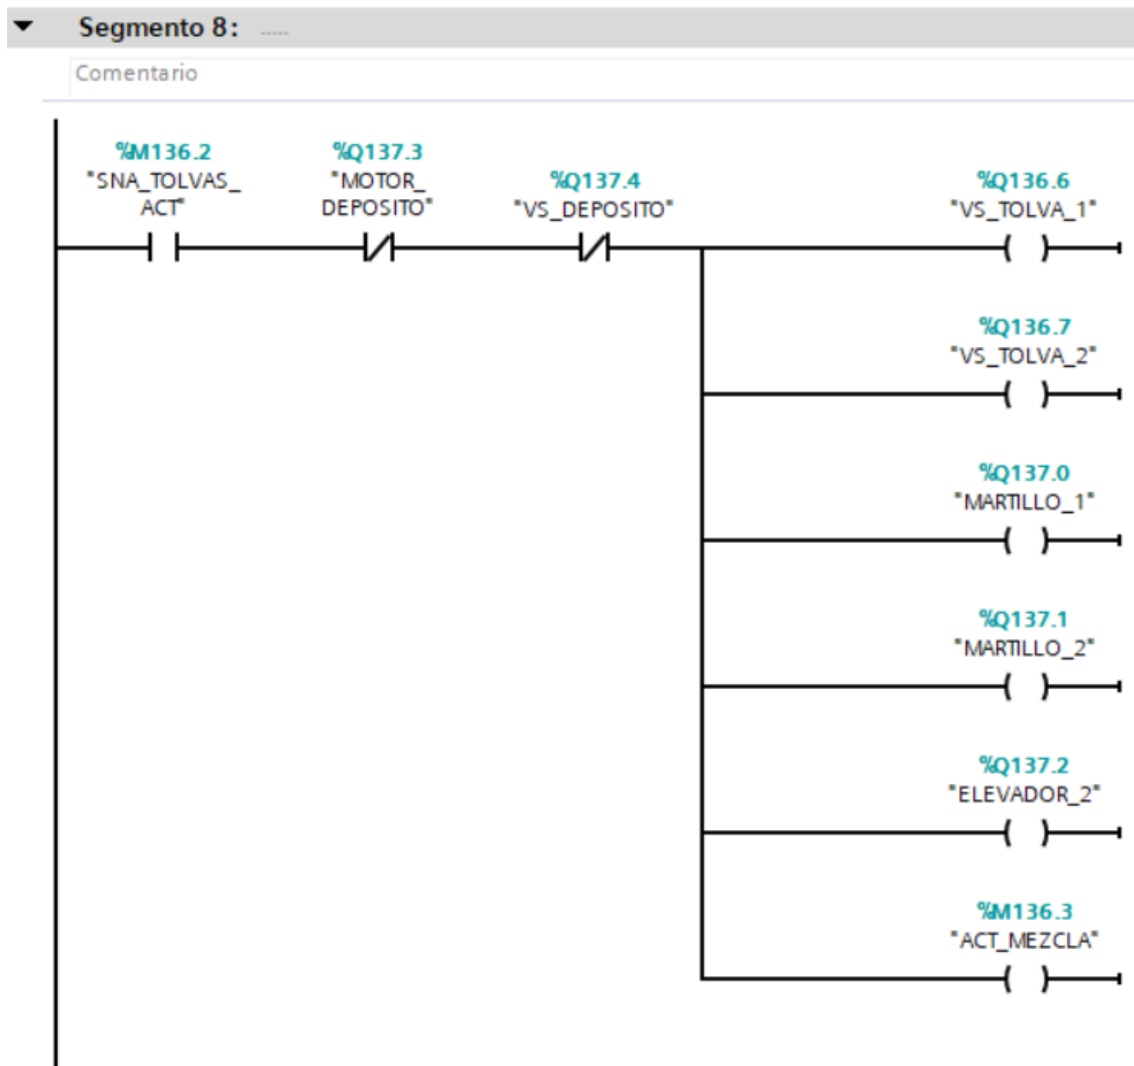 Segmento 8: .....
Comentario
%M136.2
"SNA_TOLVAS_
ACT"
%Q137.3
"MOTOR_
DEPOSITO"
%Q137.4
"VS_DEPOSITO"
%Q136.6
"VS_TOLVA_1"
%Q136.7
"VS_TOLVA_2"
%Q137.0
"MARTILLO_1"
%Q137.1
"MARTILLO_2"
%Q137.2
"ELEVADOR_2"
%M136.3
"ACT_MEZCLA"